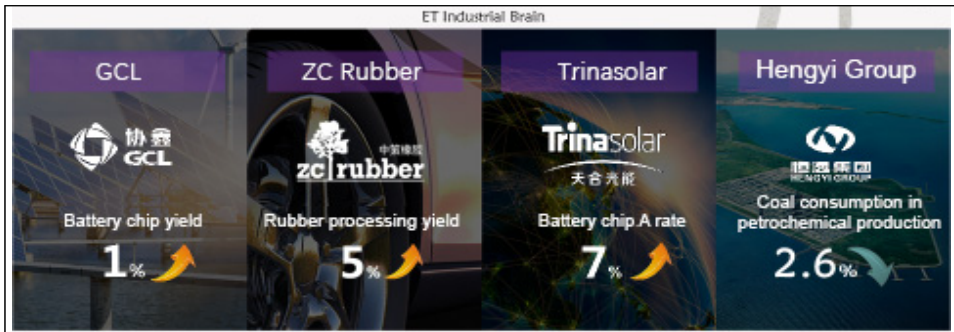 ET Industrial Brain
GCL
ZC Rubber
Trinasolar
Hengyi Group
协鑫
GCL
中策橡胶
zc rubber
Trinasolar
天合光能
恒逸集团
HENGYI GROUP
Battery chip yield
1%
Rubber processing yield
5%
Battery chip A rate
7%
Coal consumption in
petrochemical production
2.6%